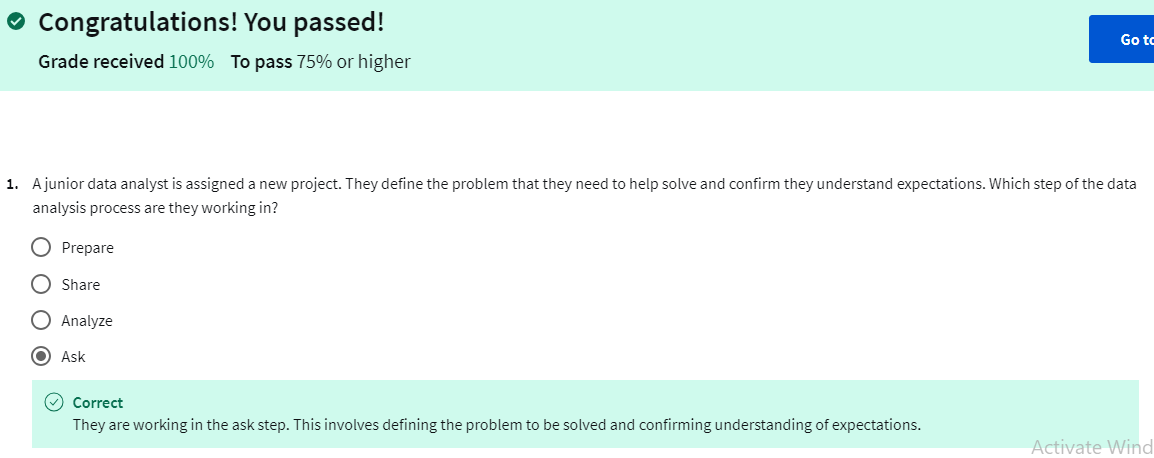 Congratulations! You passed!
Grade received 100% To pass 75% or higher
Go to
1. A junior data analyst is assigned a new project. They define the problem that they need to help solve and confirm they understand expectations. Which step of the data
analysis process are they working in?
Prepare
Share
Analyze
Ask
Correct
They are working in the ask step. This involves defining the problem to be solved and confirming understanding of expectations.
Activate Wind